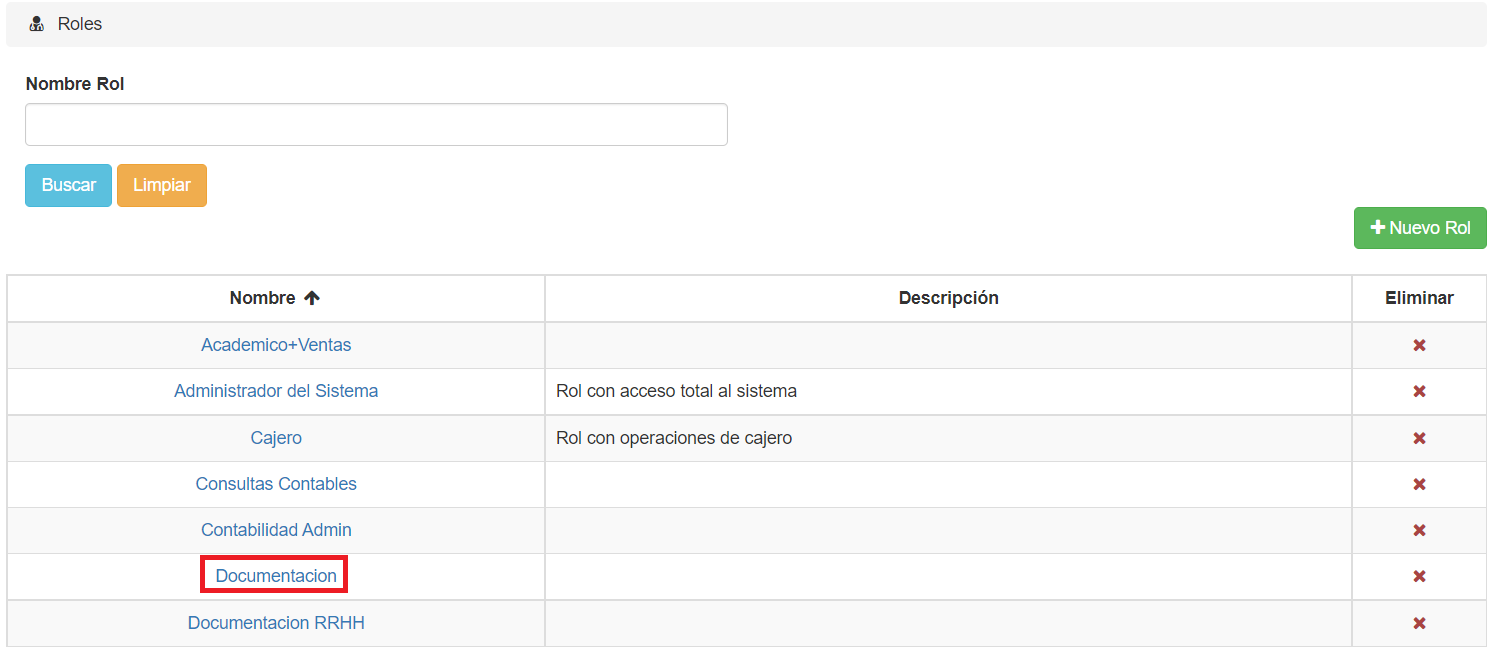 Roles
Nombre Rol
Buscar Limpiar
Nuevo Rol
Nombre Descripción Eliminar
Academico+Ventas
Administrador del Sistema Rol con acceso total al sistema
Cajero Rol con operaciones de cajero
Consultas Contables
Contabilidad Admin
Documentacion
Documentacion RRHH